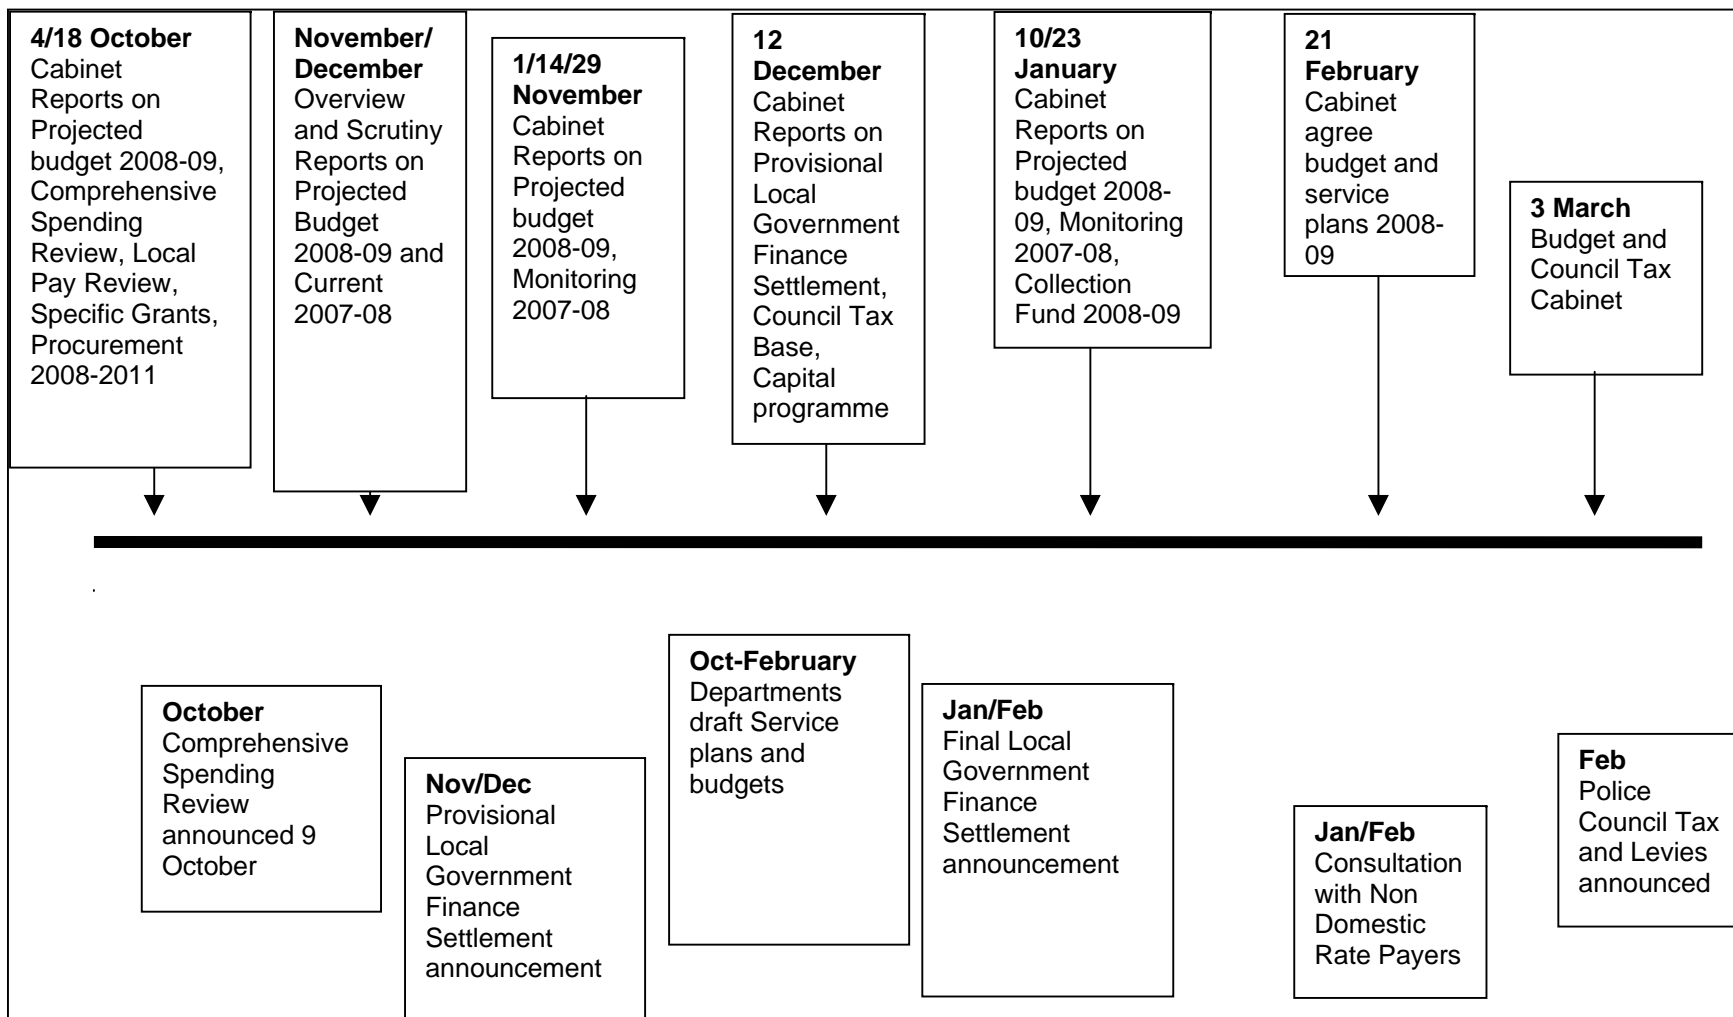 4/18 October
Cabinet
Reports on
Projected
budget 2008-09,
Comprehensive
Spending
Review, Local
Pay Review,
Specific Grants,
Procurement
2008-2011
November/
December
Overview
and Scrutiny
Reports on
Projected
Budget
2008-09 and
Current
2007-08
1/14/29
November
Cabinet
Reports on
Projected
budget
2008-09,
Monitoring
2007-08
12
December
Cabinet
Reports on
Provisional
Local
Government
Finance
Settlement,
Council Tax
Base,
Capital
programme
10/23
January
Cabinet
Reports on
Projected
budget 2008-
09, Monitoring
2007-08,
Collection
Fund 2008-09
21
February
Cabinet
agree
budget and
service
plans 2008-
09
3 March
Budget and
Council Tax
Cabinet
October
Comprehensive
Spending
Review
announced 9
October
Nov/Dec
Provisional
Local
Government
Finance
Settlement
announcement
Oct-February
Departments
draft Service
plans and
budgets
Jan/Feb
Final Local
Government
Finance
Settlement
announcement
Jan/Feb
Consultation
with Non
Domestic
Rate Payers
Feb
Police
Council Tax
and Levies
announced